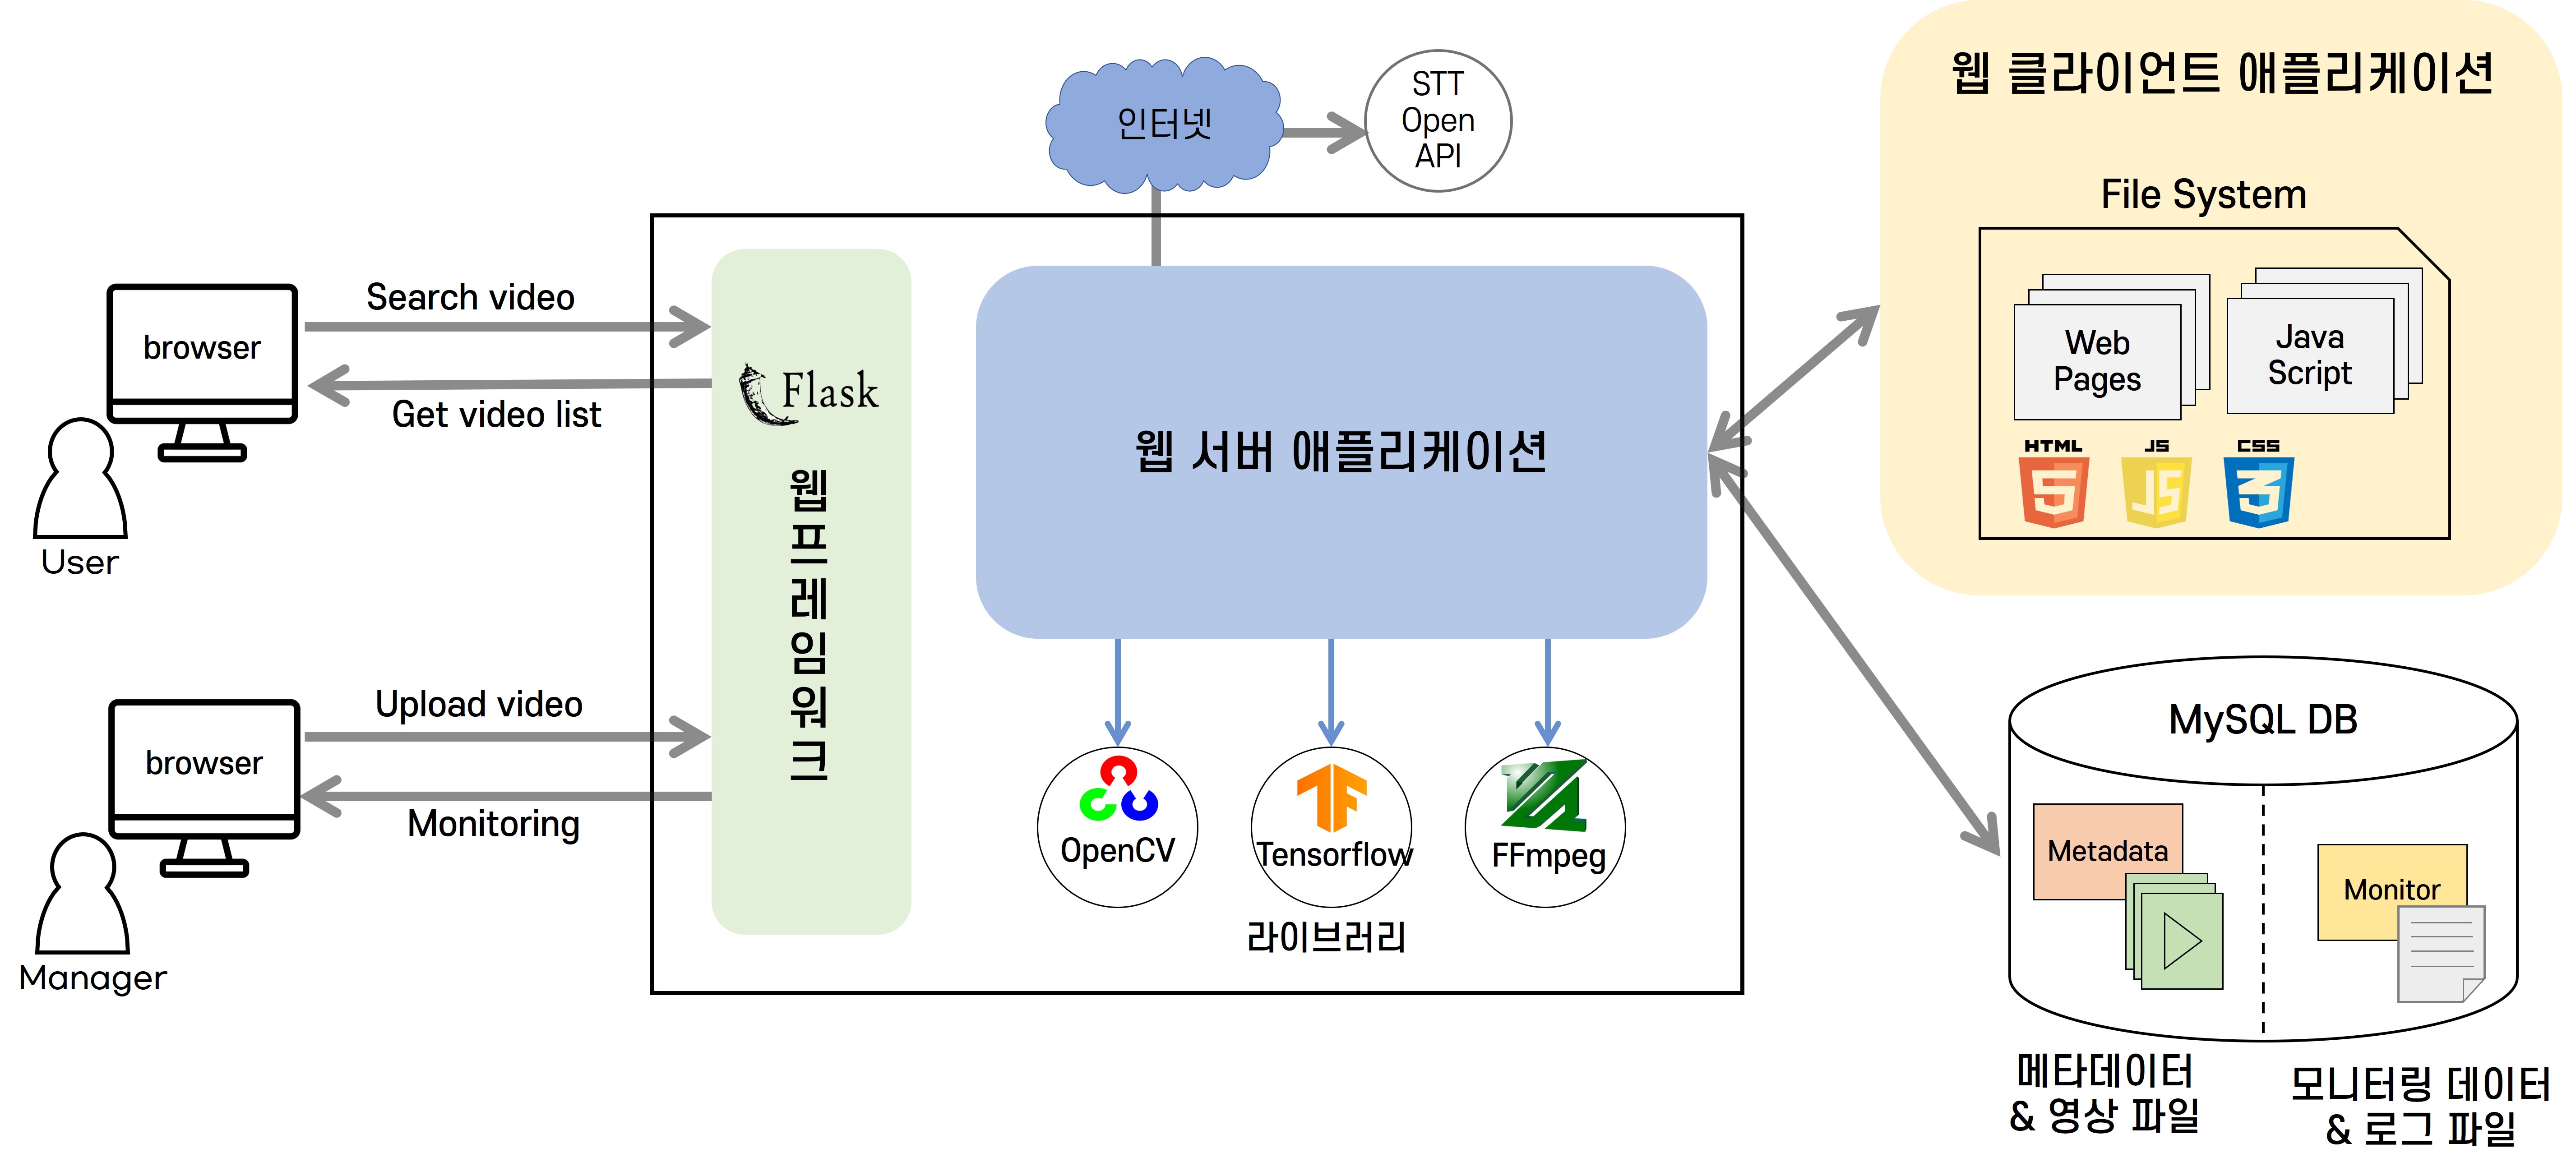 인터넷
STT
Open
API
웹 클라이언트 애플리케이션
File System
Web
Pages
Java
Script
HTML
JS
CSS
5
JS
3
browser
Search video
Get video list
User
Flask
웹
프
레
임
워
크
웹 서버 애플리케이션
browser
Upload video
Monitoring
Manager
OpenCV
Tensorflow
FFmpeg
라이브러리
MySQL DB
Metadata
Monitor
메타데이터
& 영상 파일
모니터링 데이터
& 로그 파일